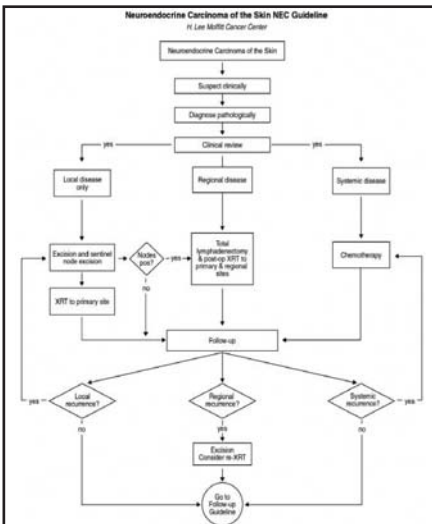 Neuroendocrine Carcinoma of the Skin NEC Guideline
H. Lee Moffitt Cancer Center
Neuroendocrine Carcinoma of the Skin
Suspect clinically
Diagnose pathologically
yes
Clinical review
yes
Local disease
only
Regional disease
Systemic disease
Excision and sentinel
node excision
Nodes
pos?
yes
Total
lymphadenectomy
& post-op XRT to
primary & regional
sites
Chemotherapy
XRT to primary site
no
Follow-up
yes
Local
recurrence?
Regional
recurrence?
Systemic
recurrence?
yes
no
yes
no
Excision
Consider re-XRT
Go to
Follow-up
Guideline